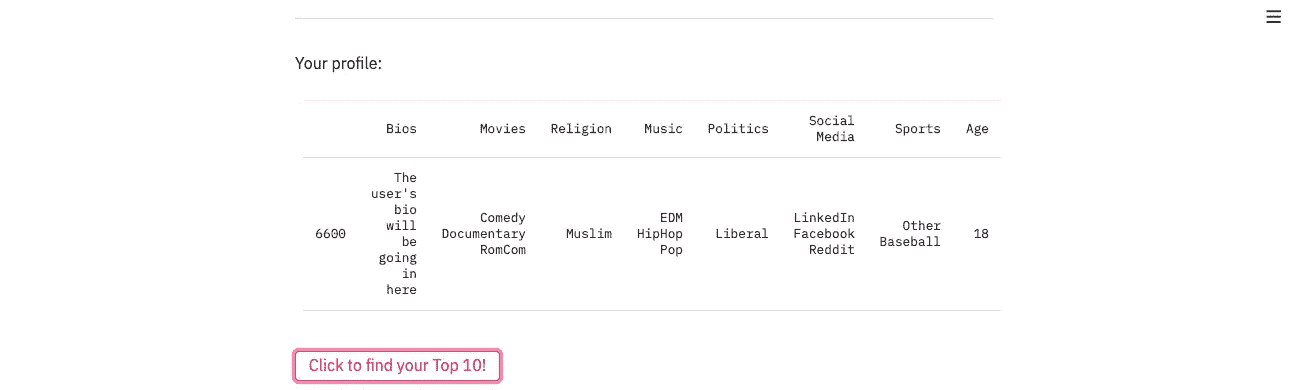 Your profile:
Bios Movies Religion Music Politics Social Media Sports Age
6600
The
user's
bio
will
be
going
in
here
Comedy
Documentary
RomCom
Muslim
EDM
HipHop
Pop
Liberal
LinkedIn
Facebook
Reddit
Other
Baseball
18
Click to find your Top 10!